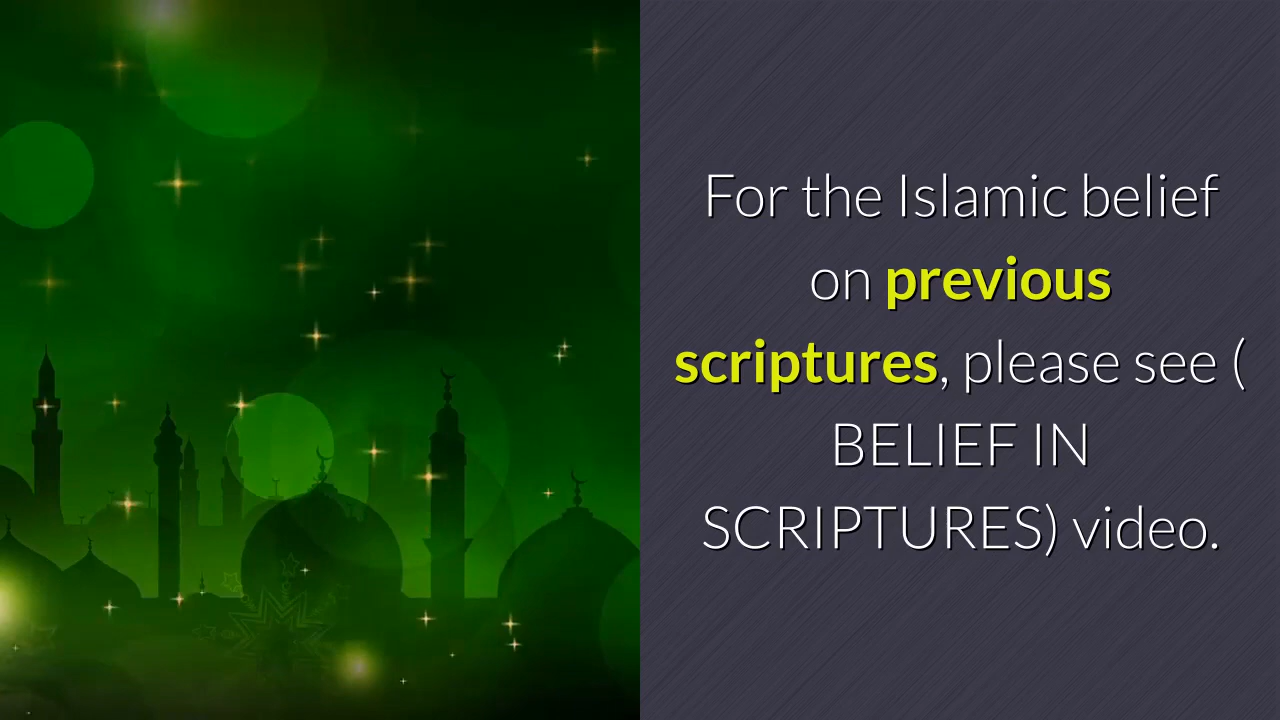 For the Islamic belief
on previous
scriptures, please see (
BELIEF IN
SCRIPTURES) video.